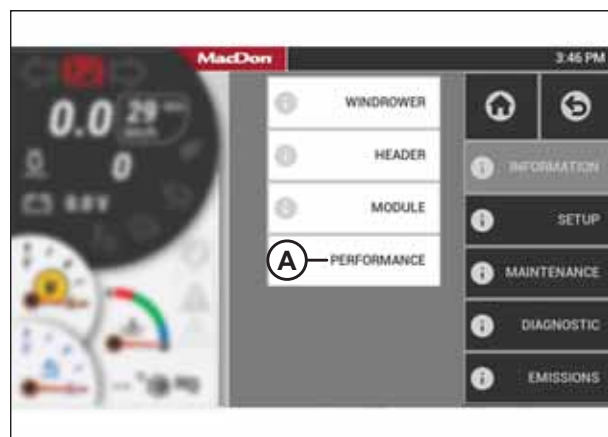 MacDon
3:46 PM
0.0
29
0
WINDROWER
HEADER
MODULE
A
PERFORMANCE
INFORMATION
SETUP
MAINTENANCE
DIAGNOSTIC
EMISSIONS